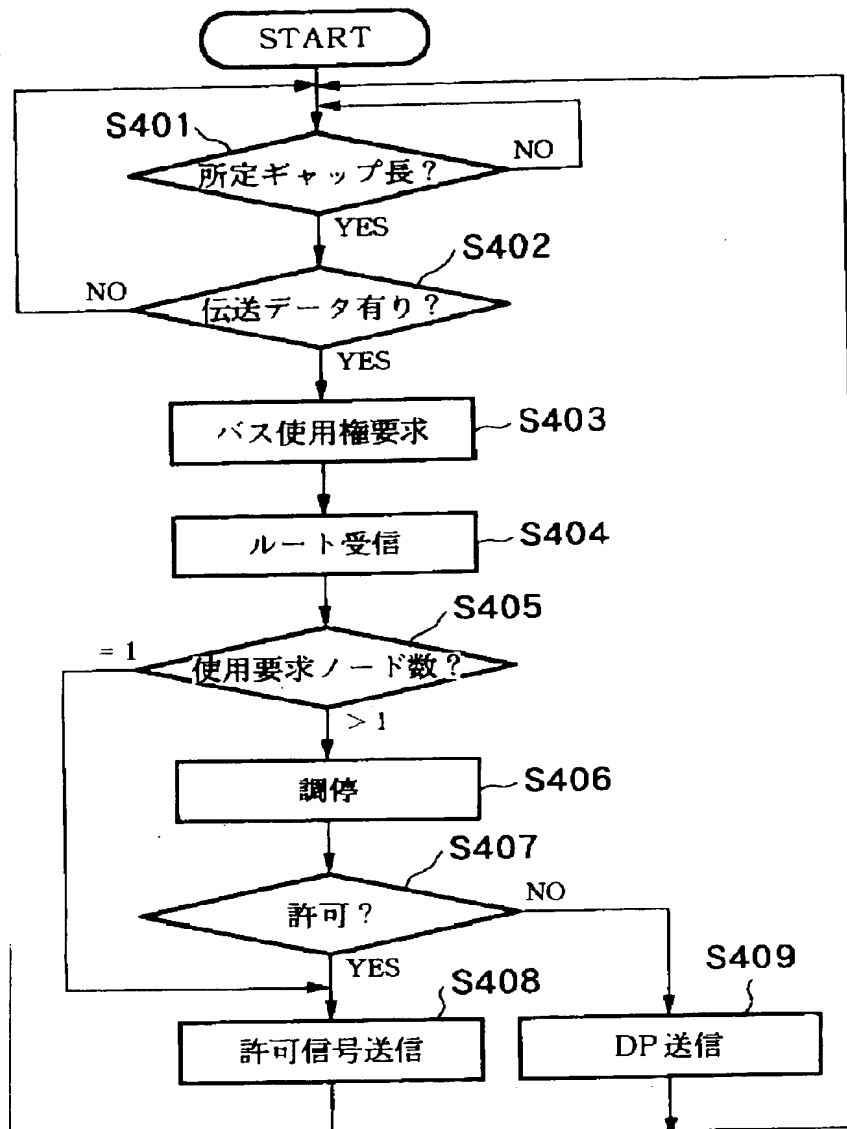 START
S401
所定ギャップ長?
NO
YES
S402
NO
伝送データ有り?
YES
バス使用権要求
S403
ルート受信
S404
S405
= 1
使用要求ノード数?
> 1
調停
S406
S407
NO
許可?
YES
S408
S409
許可信号送信
DP 送信